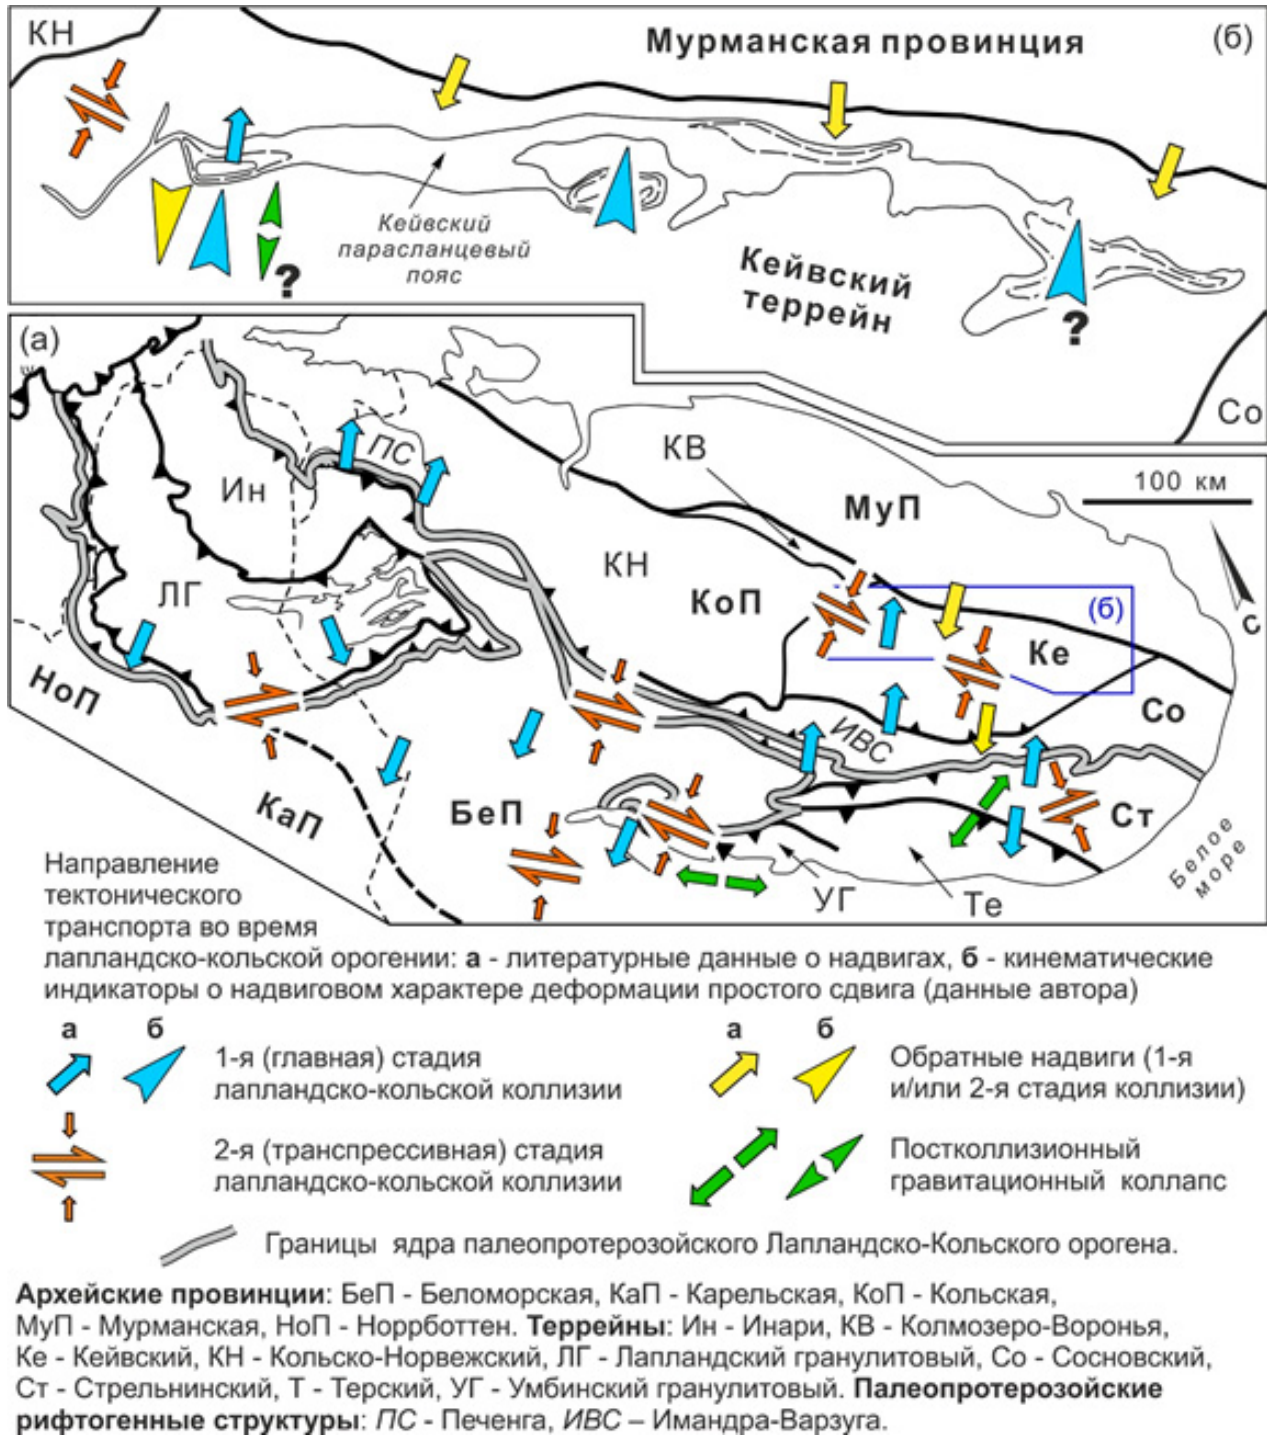 КН
Мурманская провинция
(б)
Кейвский
парасланцевый
пояс
?
Кейвский
террейн
?
Со
(а)
ПС
Ин
КВ
100 км
МуП
С
КН
КоП
ЛГ
(б)
Ке
НоП
Со
ИВС
КаП
БеП
Ст
УГ
Те
Белое
море
Направление
тектонического
транспорта во время
лапландско-кольской орогении: а - литературные данные о надвигах, б - кинематические
индикаторы о надвиговом характере деформации простого сдвига (данные автора)
а б
1-я (главная) стадия
лапландско-кольской коллизии
а б
Обратные надвиги (1-я
и/или 2-я стадия коллизии)
2-я (транспрессивная) стадия
лапландско-кольской коллизии
Постколлизионный
гравитационный коллапс
Границы ядра палеопротерозойского Лапландско-Кольского орогена.
Архейские провинции: БеП - Беломорская, КаП - Карельская, КоП - Кольская,
МуП - Мурманская, НоП - Норрботтен. Террейны: Ин - Инари, КВ - Колмозеро-Воронья,
Ке - Кейвский, КН - Кольско-Норвежский, ЛГ - Лапландский гранулитовый, Со - Сосновский,
Ст - Стрельнинский, Т - Терский, УГ - Умбинский гранулитовый. Палеопротерозойские
рифтогенные структуры: ПС - Печенга, ИВС – Имандра-Варзуга.